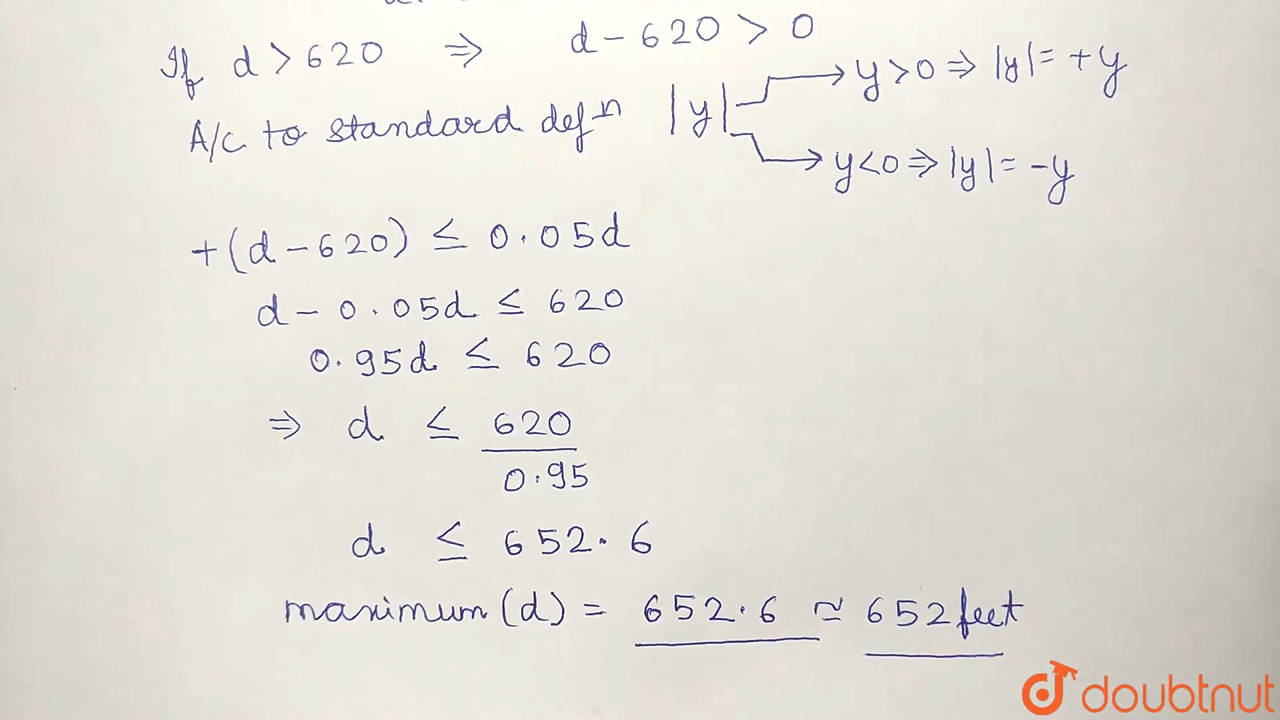 If d > 620 ⇒ d - 620 > 0
A/C to standard defⁿ |y| → y > 0 ⇒ |y| = +y
→ y < 0 ⇒ |y| = -y
+(d - 620) ≤ 0.05d
d - 0.05d ≤ 620
0.95d ≤ 620
⇒ d ≤ 620
0.95
d ≤ 652.6
maximum (d) = 652.6 ≃ 652 feet
doubtnut